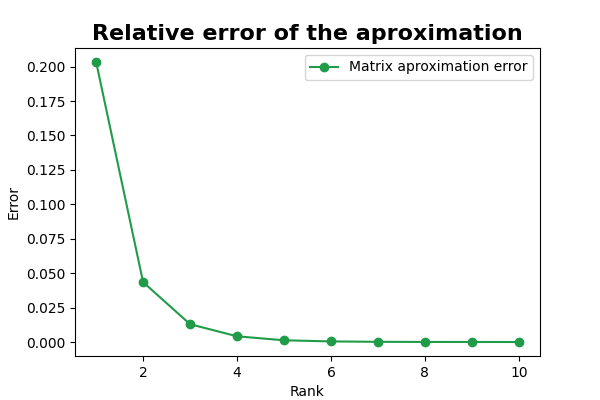 Relative error of the aproximation
Matrix aproximation error
0.200
0.175
0.150
0.125
0.100
0.075
0.050
0.025
0.000
Error
2 4 6 8 10
Rank